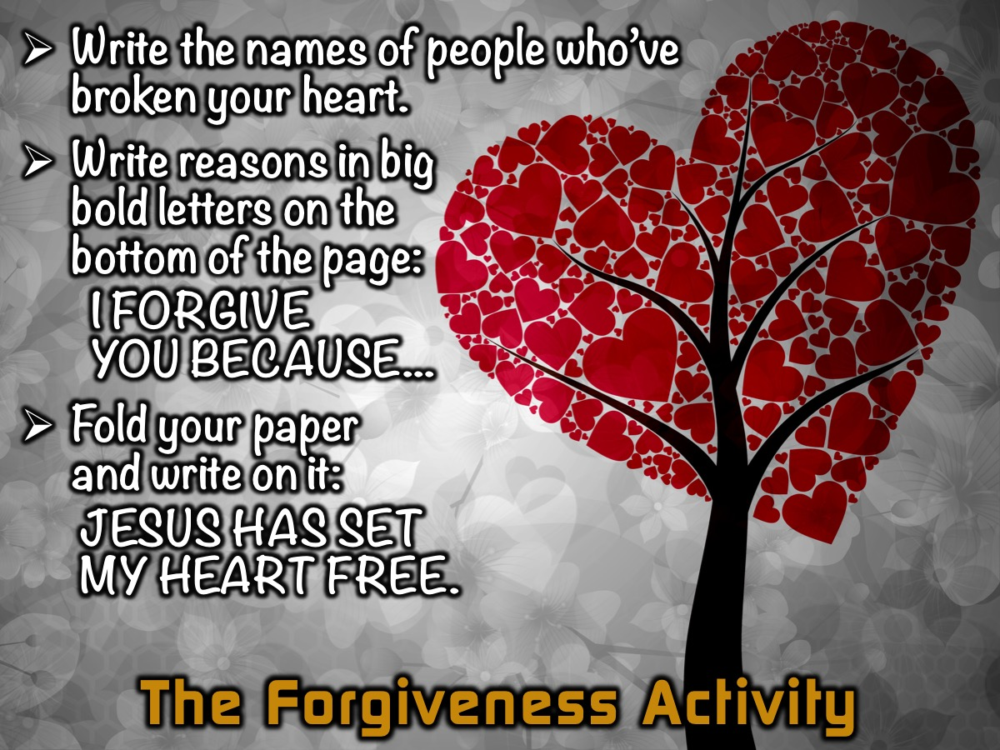 ➢ Write the names of people who’ve
broken your heart.
➢ Write reasons in big
bold letters on the
bottom of the page:
I FORGIVE
YOU BECAUSE...
➢ Fold your paper
and write on it:
JESUS HAS SET
MY HEART FREE.
The Forgiveness Activity